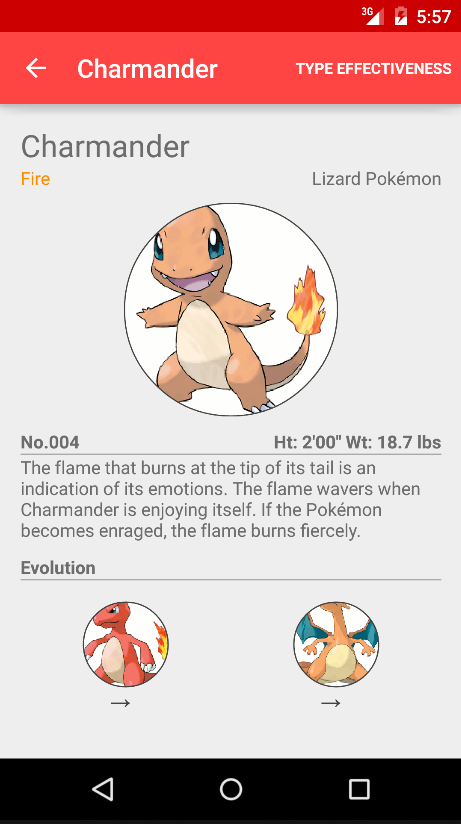 3G 5:57
Charmander TYPE EFFECTIVENESS
Charmander
Fire Lizard Pokémon
No.004 Ht: 2'00" Wt: 18.7 lbs
The flame that burns at the tip of its tail is an
indication of its emotions. The flame wavers when
Charmander is enjoying itself. If the Pokémon
becomes enraged, the flame burns fiercely.
Evolution